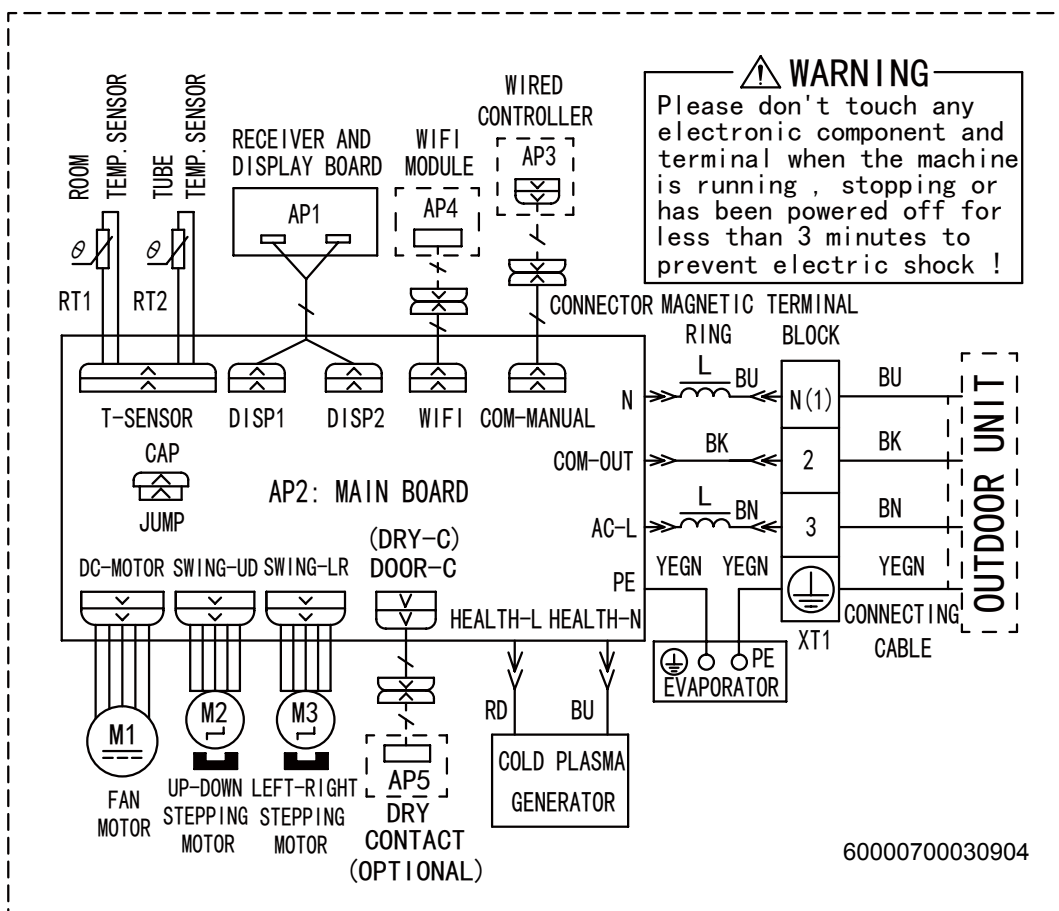 WARNING
Please don't touch any
electronic component and
terminal when the machine
is running , stopping or
has been powered off for
less than 3 minutes to
prevent electric shock !
ROOM
TEMP. SENSOR
TUBE
TEMP. SENSOR
RECEIVER AND
DISPLAY BOARD
WIFI
MODULE
WIRED
CONTROLLER
AP1
AP4
AP3
θ
θ
RT1
RT2
CONNECTOR
MAGNETIC
RING
TERMINAL
BLOCK
T-SENSOR
DISP1
DISP2
WIFI
COM-MANUAL
N
L
BU
N(1)
BU
CAP
JUMP
AP2: MAIN BOARD
COM-OUT
BK
2
BK
AC-L
L
BN
3
BN
OUTDOOR UNIT
DC-MOTOR
SWING-UD
SWING-LR
(DRY-C)
DOOR-C
PE
YEGN
YEGN
YEGN
HEALTH-L
HEALTH-N
XT1
CONNECTING
CABLE
PE
EVAPORATOR
M1
M2
M3
RD
BU
AP5
COLD PLASMA
GENERATOR
FAN
MOTOR
UP-DOWN
STEPPING
MOTOR
LEFT-RIGHT
STEPPING
MOTOR
DRY
CONTACT
(OPTIONAL)
60000700030904